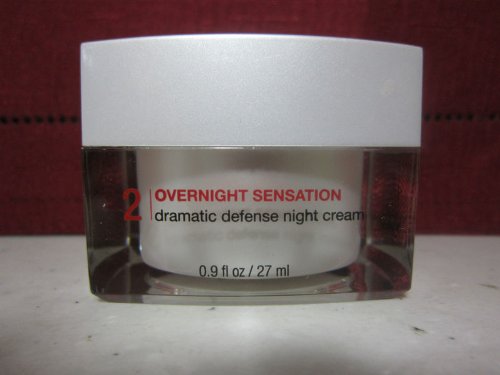 2 OVERNIGHT SENSATION
dramatic defense night cream
0.9 fl oz / 27 ml